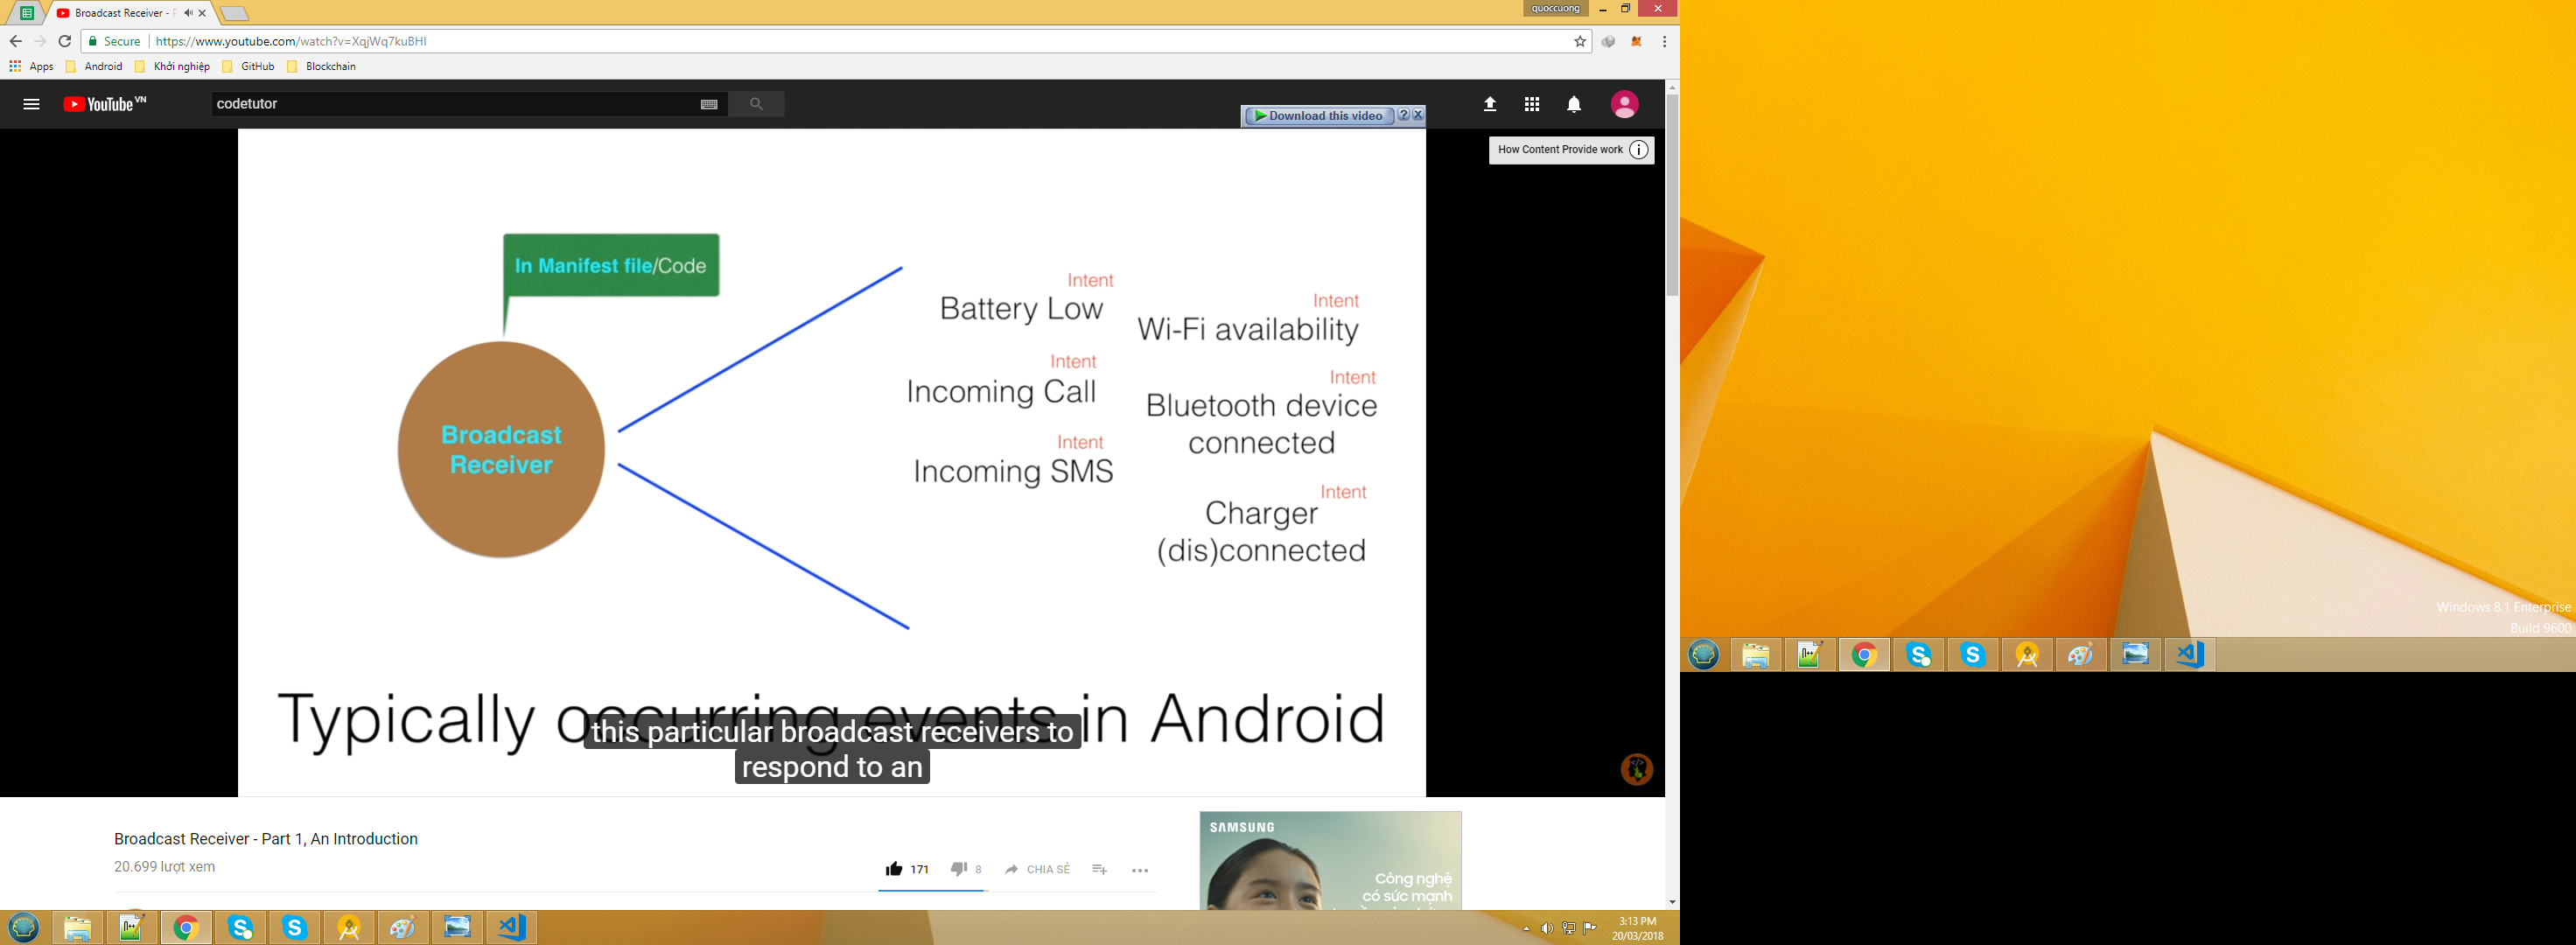 Broadcast Receiver -
quoccuong
Secure
https://www.youtube.com/watch?v=XqjWq7kuBHI
Apps
Android
Khởi nghiệp
GitHub
Blockchain
YouTube VN
codetutor
Download this video
How Content Provide work
In Manifest file/Code
Broadcast
Receiver
Intent
Battery Low
Intent
Incoming Call
Intent
Incoming SMS
Intent
Wi-Fi availability
Intent
Bluetooth device
connected
Intent
Charger
(dis)connected
Typically occurring events in Android
this particular broadcast receivers to
respond to an
Broadcast Receiver - Part 1, An Introduction
20.699 lượt xem
171
8
CHIA SẺ
SAMSUNG
Công nghệ
có sức mạnh
3:13 PM
20/03/2018
Windows 8.1 Enterprise
Build 9600